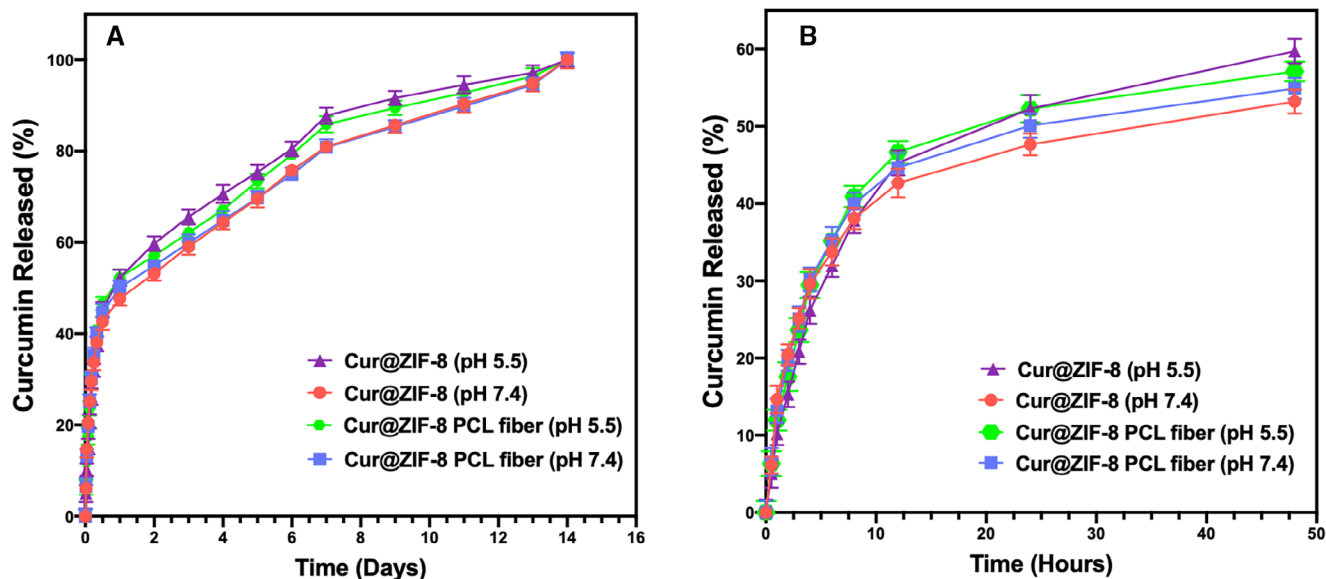 A
Curcumin Released (%)
100
80
60
40
20
0
0 2 4 6 8 10 12 14 16
Time (Days)
Cur@ZIF-8 (pH 5.5)
Cur@ZIF-8 (pH 7.4)
Cur@ZIF-8 PCL fiber (pH 5.5)
Cur@ZIF-8 PCL fiber (pH 7.4)
B
Curcumin Released (%)
60
50
40
30
20
10
0
0 10 20 30 40 50
Time (Hours)
Cur@ZIF-8 (pH 5.5)
Cur@ZIF-8 (pH 7.4)
Cur@ZIF-8 PCL fiber (pH 5.5)
Cur@ZIF-8 PCL fiber (pH 7.4)